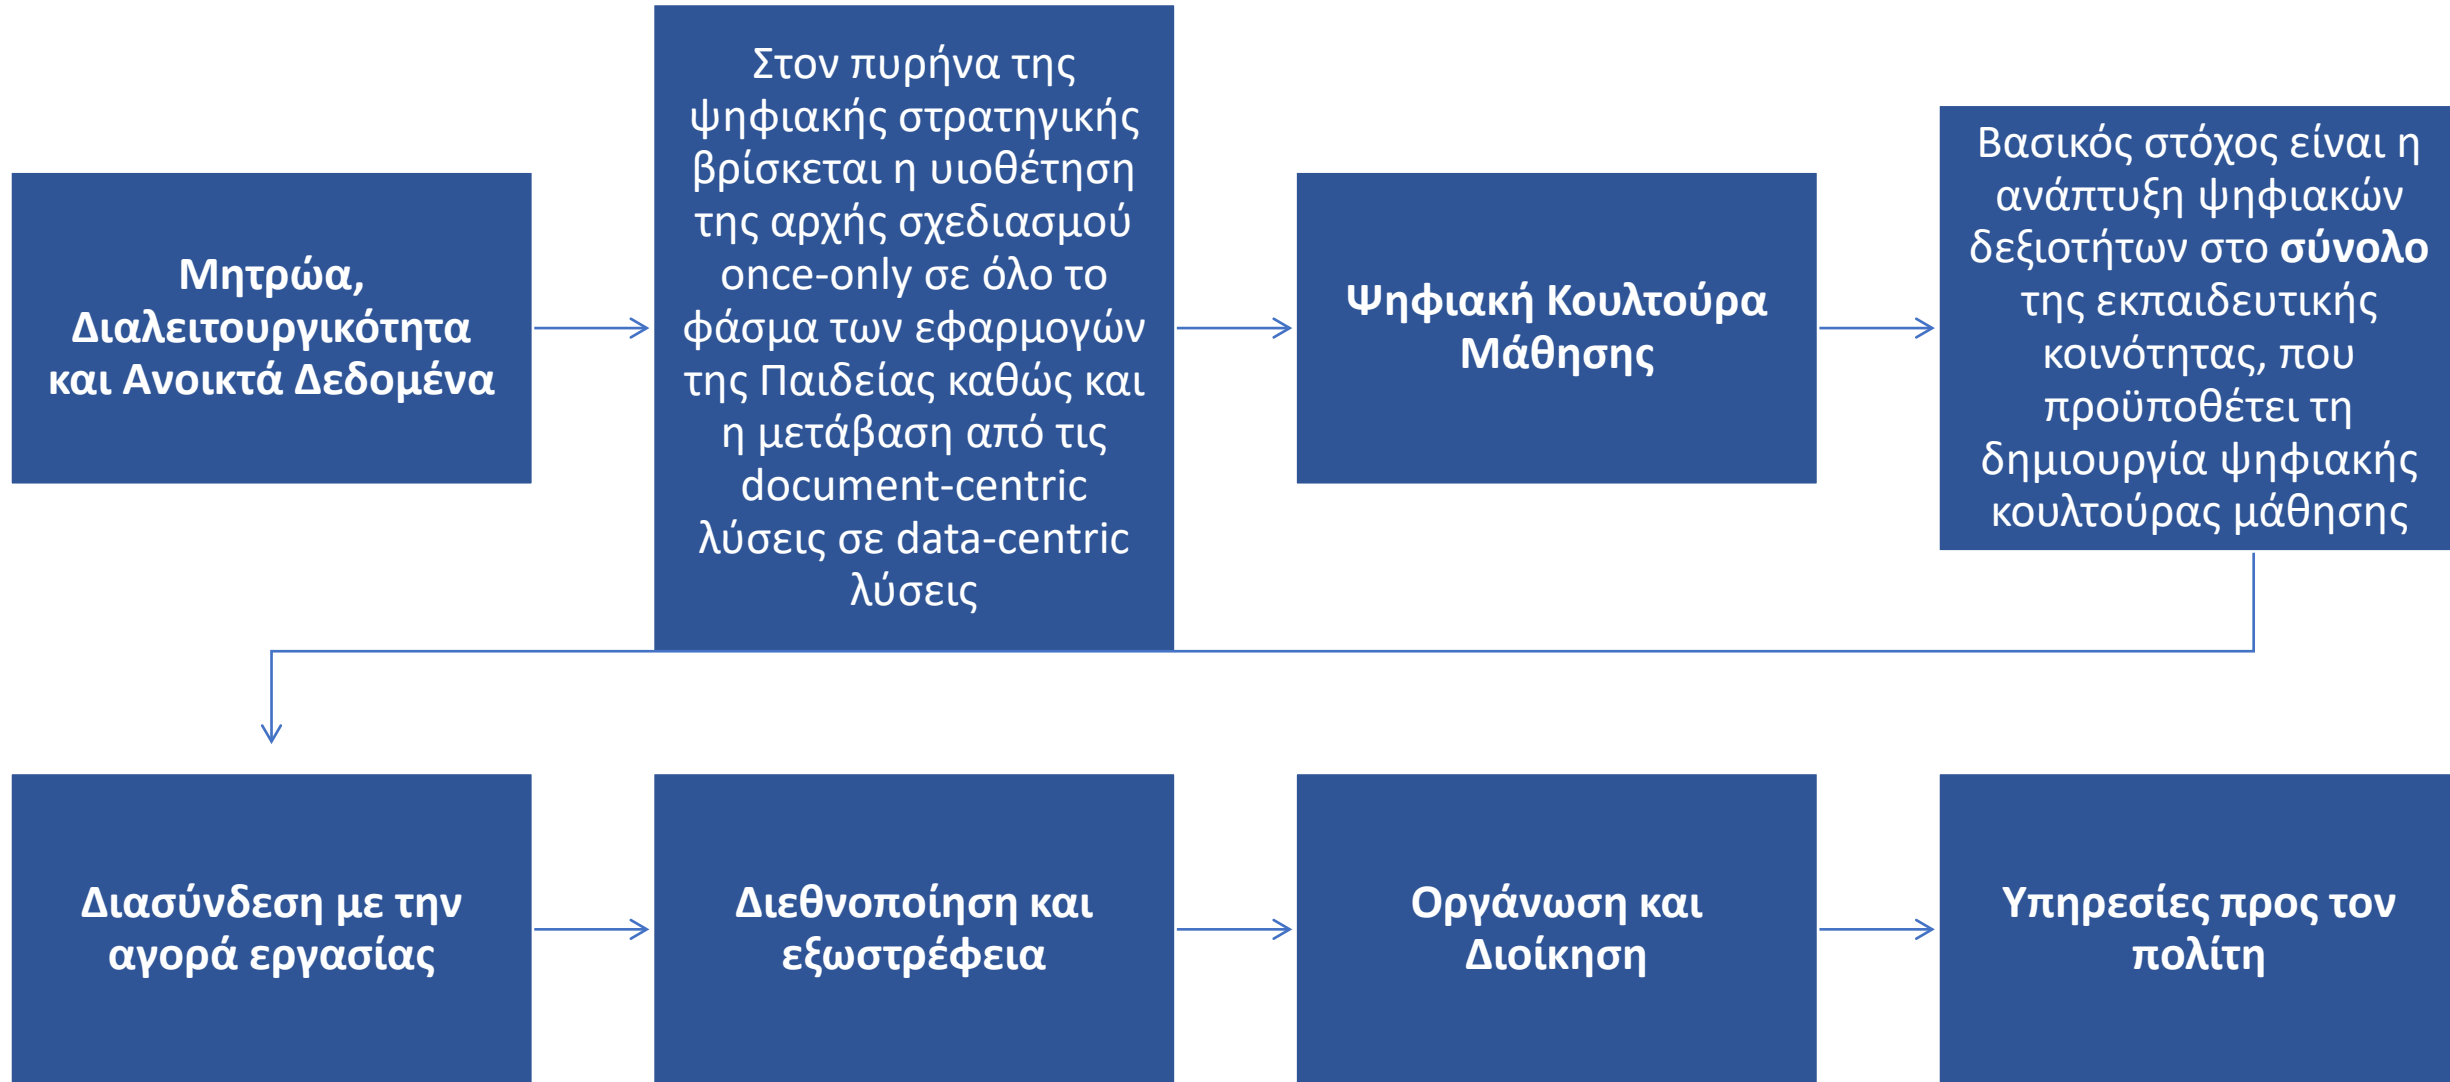 Μητρώα,
Διαλειτουργικότητα
και Ανοικτά Δεδομένα
Στον πυρήνα της
ψηφιακής στρατηγικής
βρίσκεται η υιοθέτηση
της αρχής σχεδιασμού
once-only σε όλο το
φάσμα των εφαρμογών
της Παιδείας καθώς και
η μετάβαση από τις
document-centric
λύσεις σε data-centric
λύσεις
Ψηφιακή Κουλτούρα
Μάθησης
Βασικός στόχος είναι η
ανάπτυξη ψηφιακών
δεξιοτήτων στο σύνολο
της εκπαιδευτικής
κοινότητας, που
προϋποθέτει τη
δημιουργία ψηφιακής
κουλτούρας μάθησης
Διασύνδεση με την
αγορά εργασίας
Διεθνοποίηση και
εξωστρέφεια
Οργάνωση και
Διοίκηση
Υπηρεσίες προς τον
πολίτη